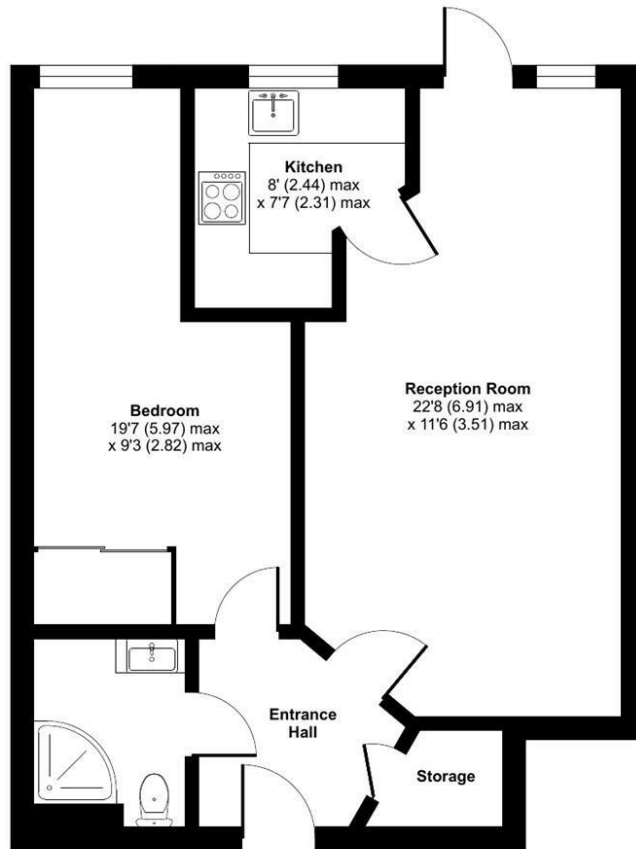 Kitchen
8' (2.44) max
x 7'7 (2.31) max
Reception Room
22'8 (6.91) max
x 11'6 (3.51) max
Bedroom
19'7 (5.97) max
x 9'3 (2.82) max
Entrance
Hall
Storage